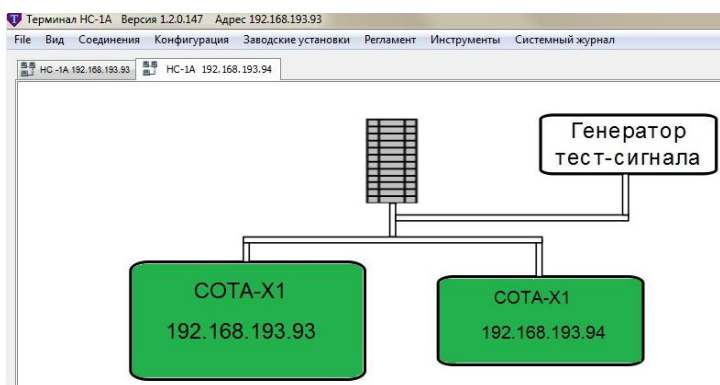 Терминал НС-1А Версия 1.2.0.147 Адрес 192.168.193.93
File Вид Соединения Конфигурация Заводские установки Регламент Инструменты Системный журнал
НС -1А 192.168.193.93 НС-1А 192.168.193.94
Генератор
тест-сигнала
СОТА-Х1
192.168.193.93
СОТА-Х1
192.168.193.94